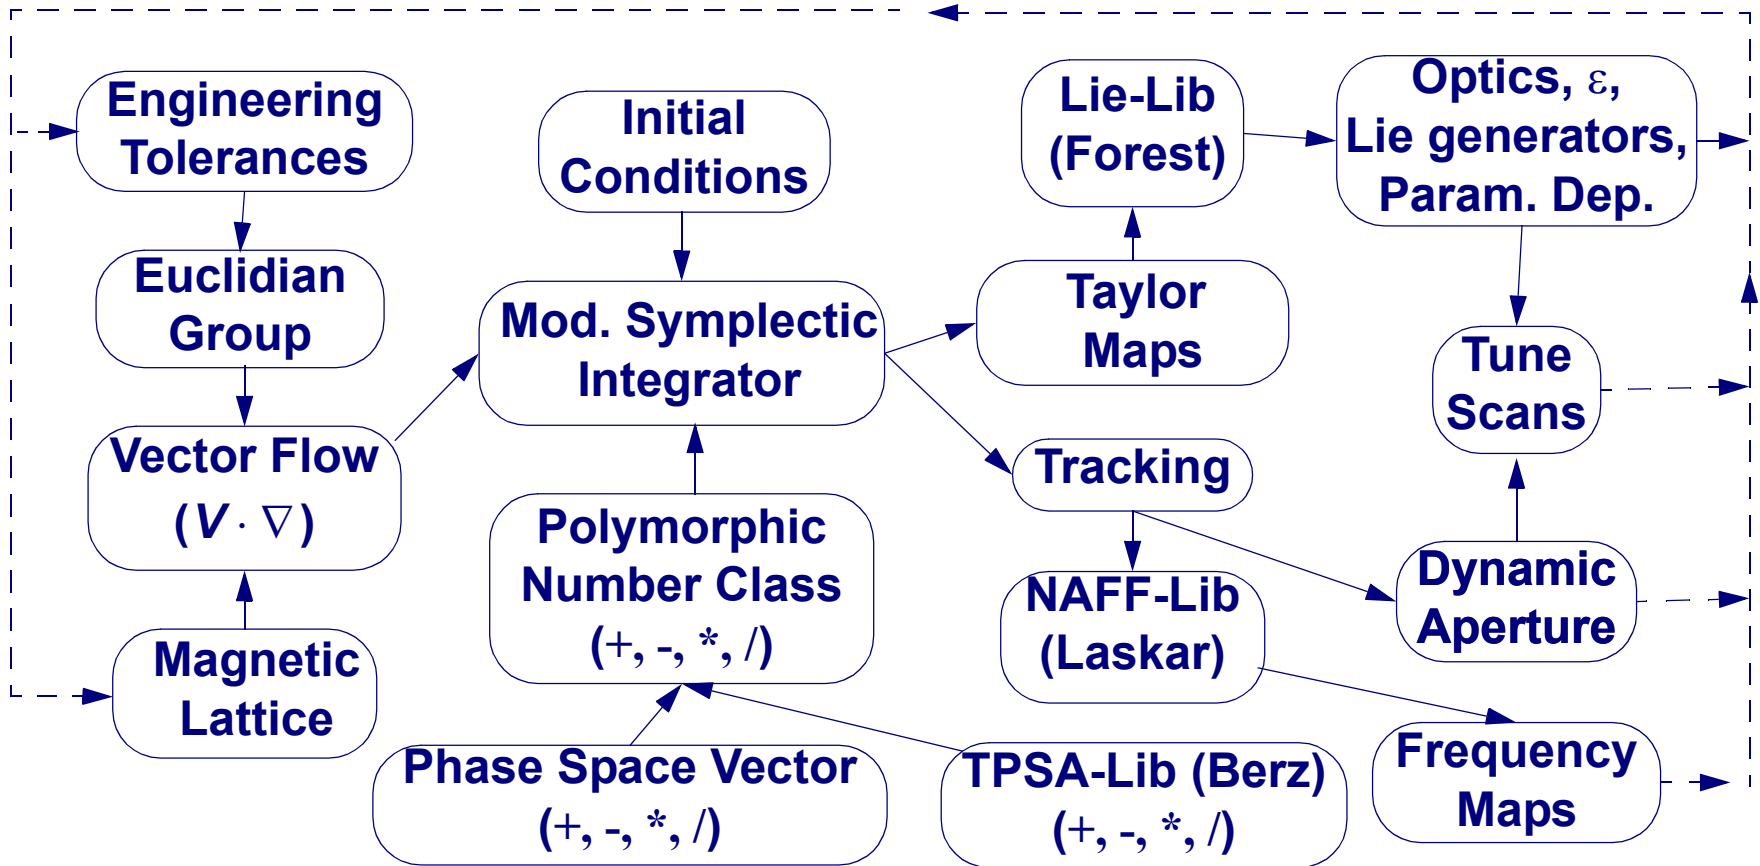 Engineering
Tolerances
Euclidian
Group
Vector Flow
(V · ∇)
Magnetic
Lattice
Initial
Conditions
Mod. Symplectic
Integrator
Polymorphic
Number Class
(+, -, *, /)
Phase Space Vector
(+, -, *, /)
TPSA-Lib (Berz)
(+, -, *, /)
Lie-Lib
(Forest)
Taylor
Maps
Tracking
NAFF-Lib
(Laskar)
Optics, ε,
Lie generators,
Param. Dep.
Tune
Scans
Dynamic
Aperture
Frequency
Maps